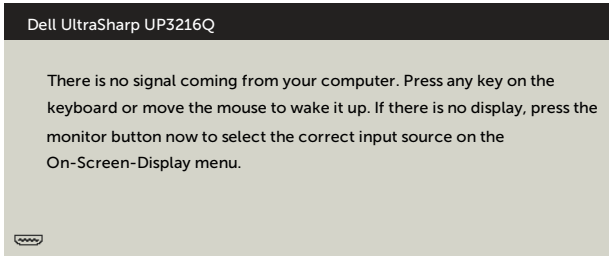 Dell UltraSharp UP3216Q
There is no signal coming from your computer. Press any key on the
keyboard or move the mouse to wake it up. If there is no display, press the
monitor button now to select the correct input source on the
On-Screen-Display menu.